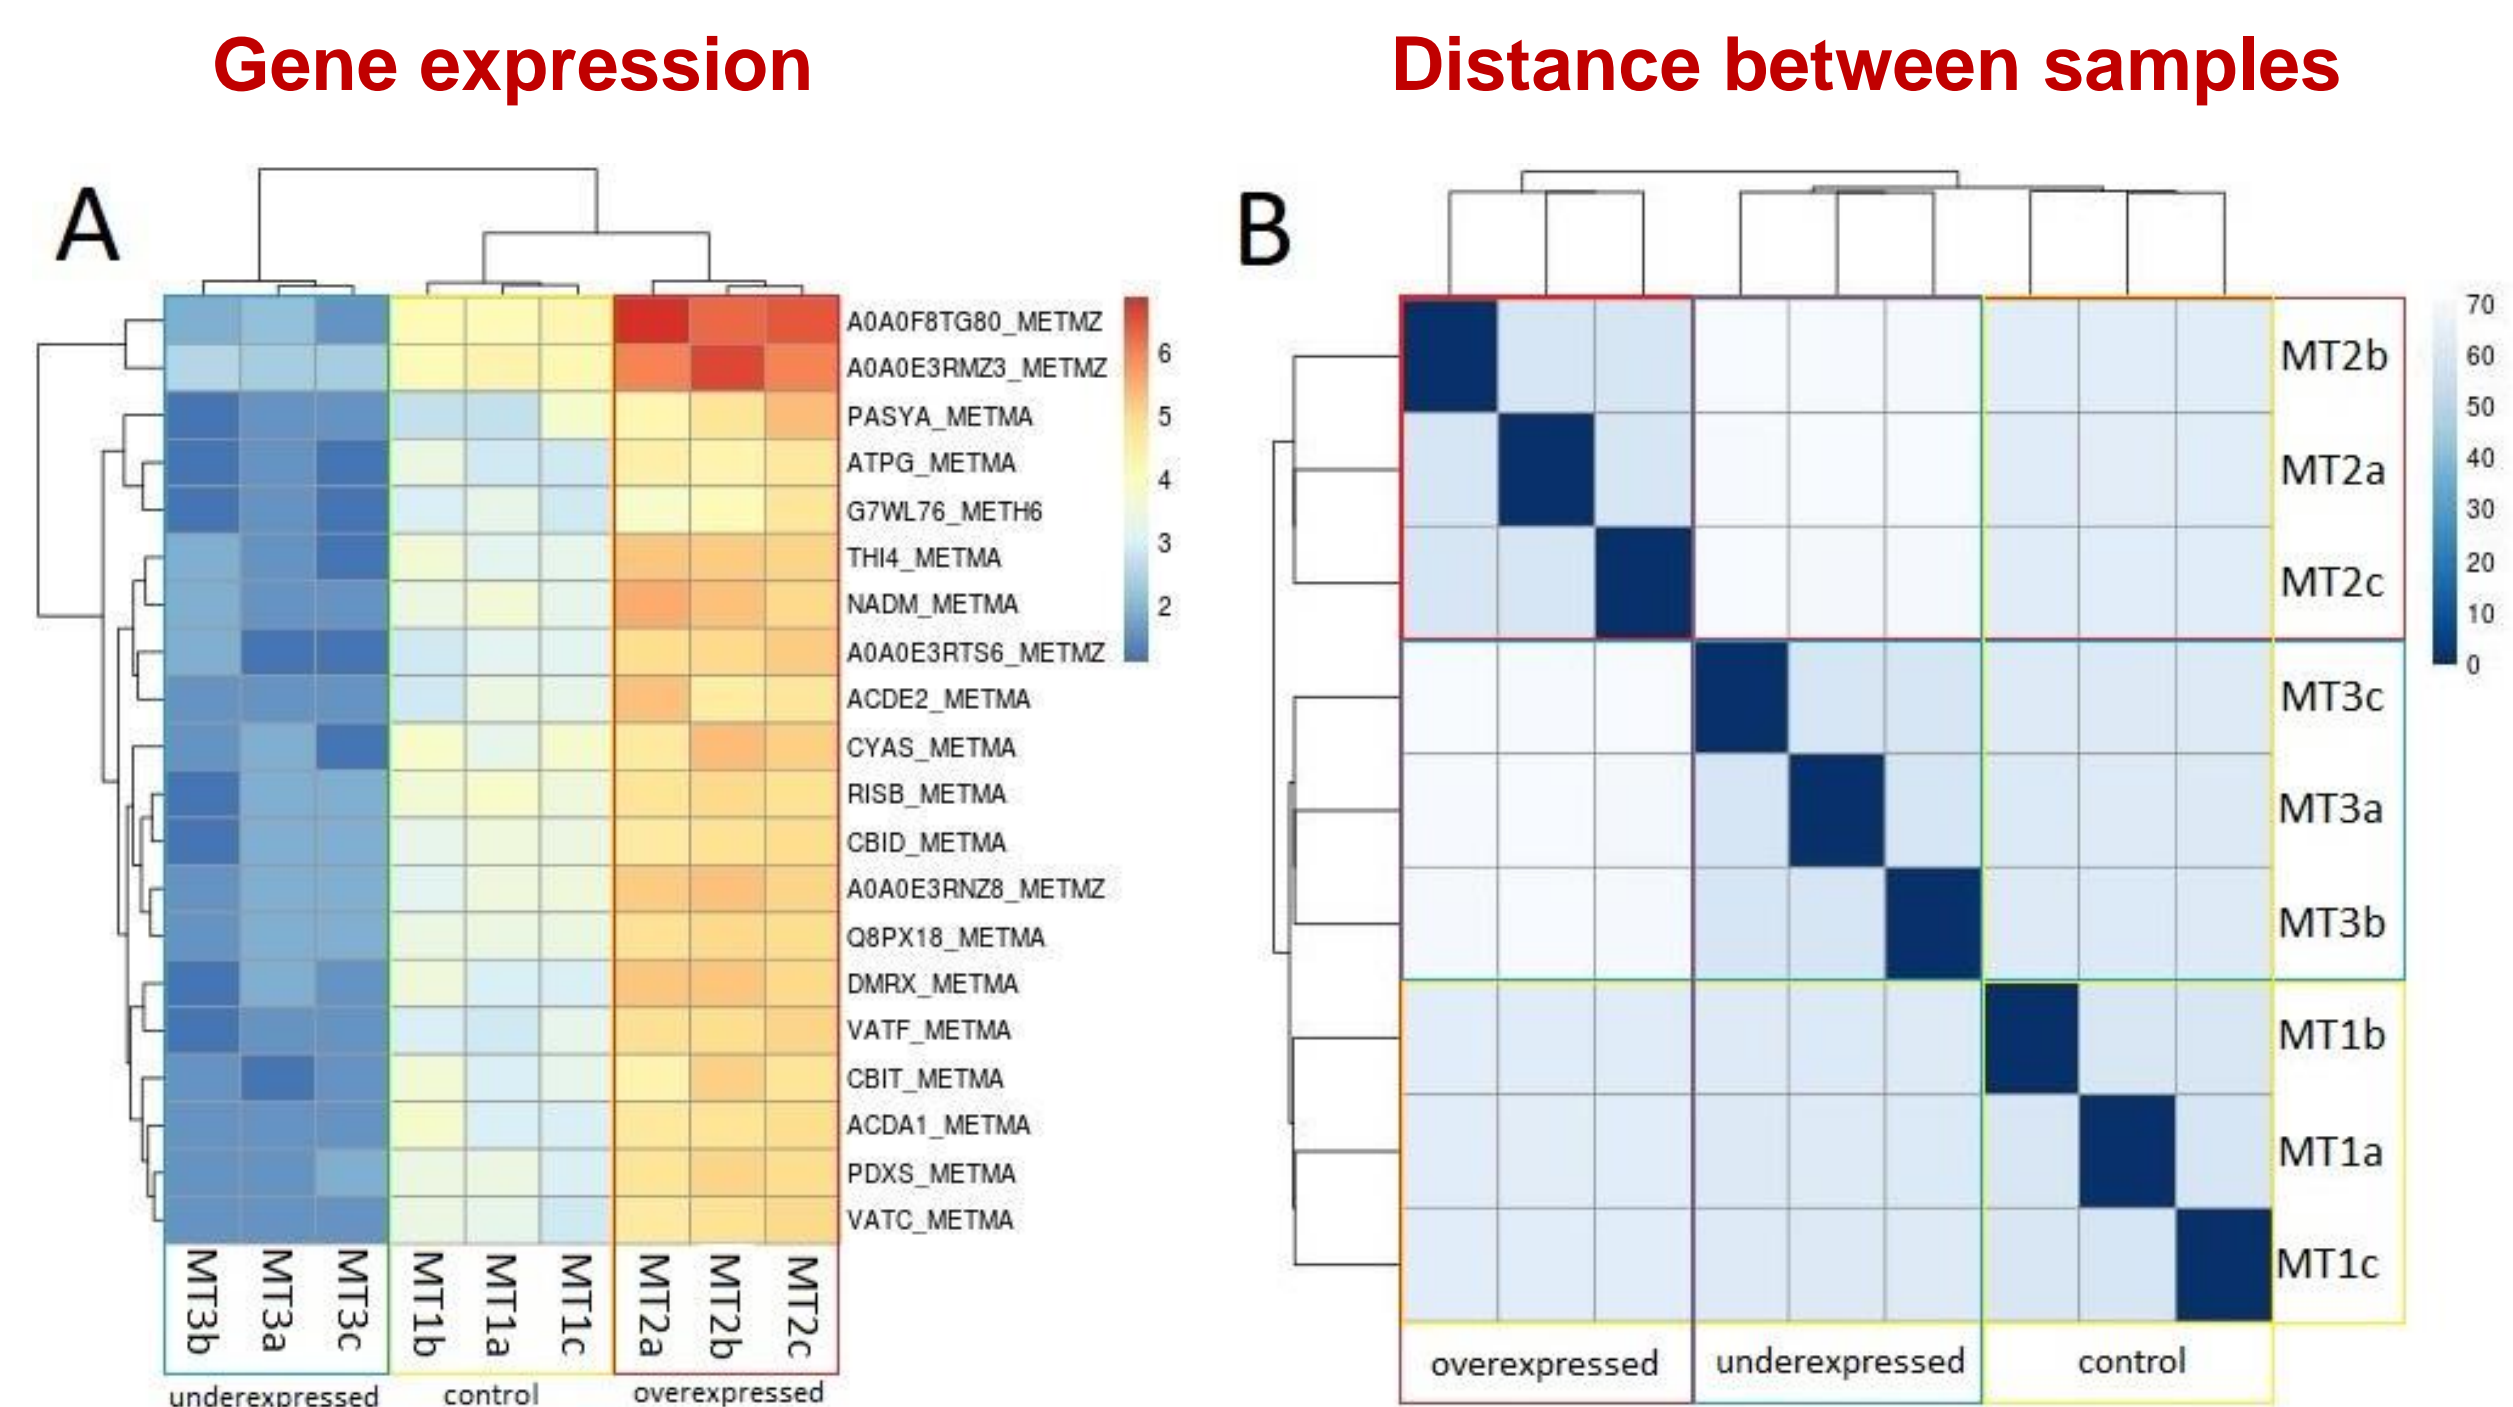 Gene expression
Distance between samples
A
A0A0F8TG80_METMZ
A0A0E3RMZ3_METMZ
PASYA_METMA
ATPG_METMA
G7WL76_METH6
THI4_METMA
NADM_METMA
A0A0E3RTS6_METMZ
ACDE2_METMA
CYAS_METMA
RISB_METMA
CBID_METMA
A0A0E3RNZ8_METMZ
Q8PX18_METMA
DMRX_METMA
VATF_METMA
CBIT_METMA
ACDA1_METMA
PDXS_METMA
VATC_METMA
6
5
4
3
2
MT3b MT3a MT3c MT1b MT1a MT1c MT2a MT2b MT2c
underexpressed control overexpressed
B
MT2b
MT2a
MT2c
MT3c
MT3a
MT3b
MT1b
MT1a
MT1c
70
60
50
40
30
20
10
0
overexpressed underexpressed control